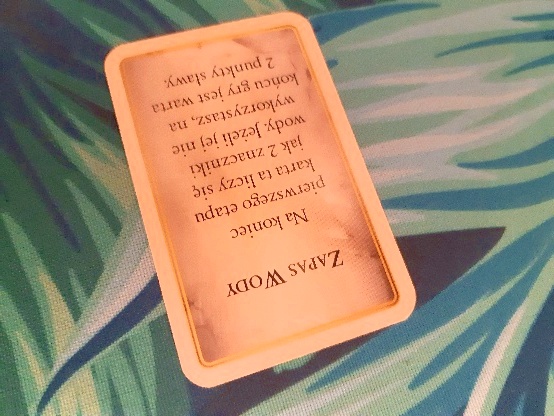 ZAPAS WODY
Na koniec
pierwszego etapu
karta ta liczy się
jak 2 znaczniki
wody. Jeżeli jej nie
wykorzystasz, na
końcu gry jest warta
2 punkty sławy.